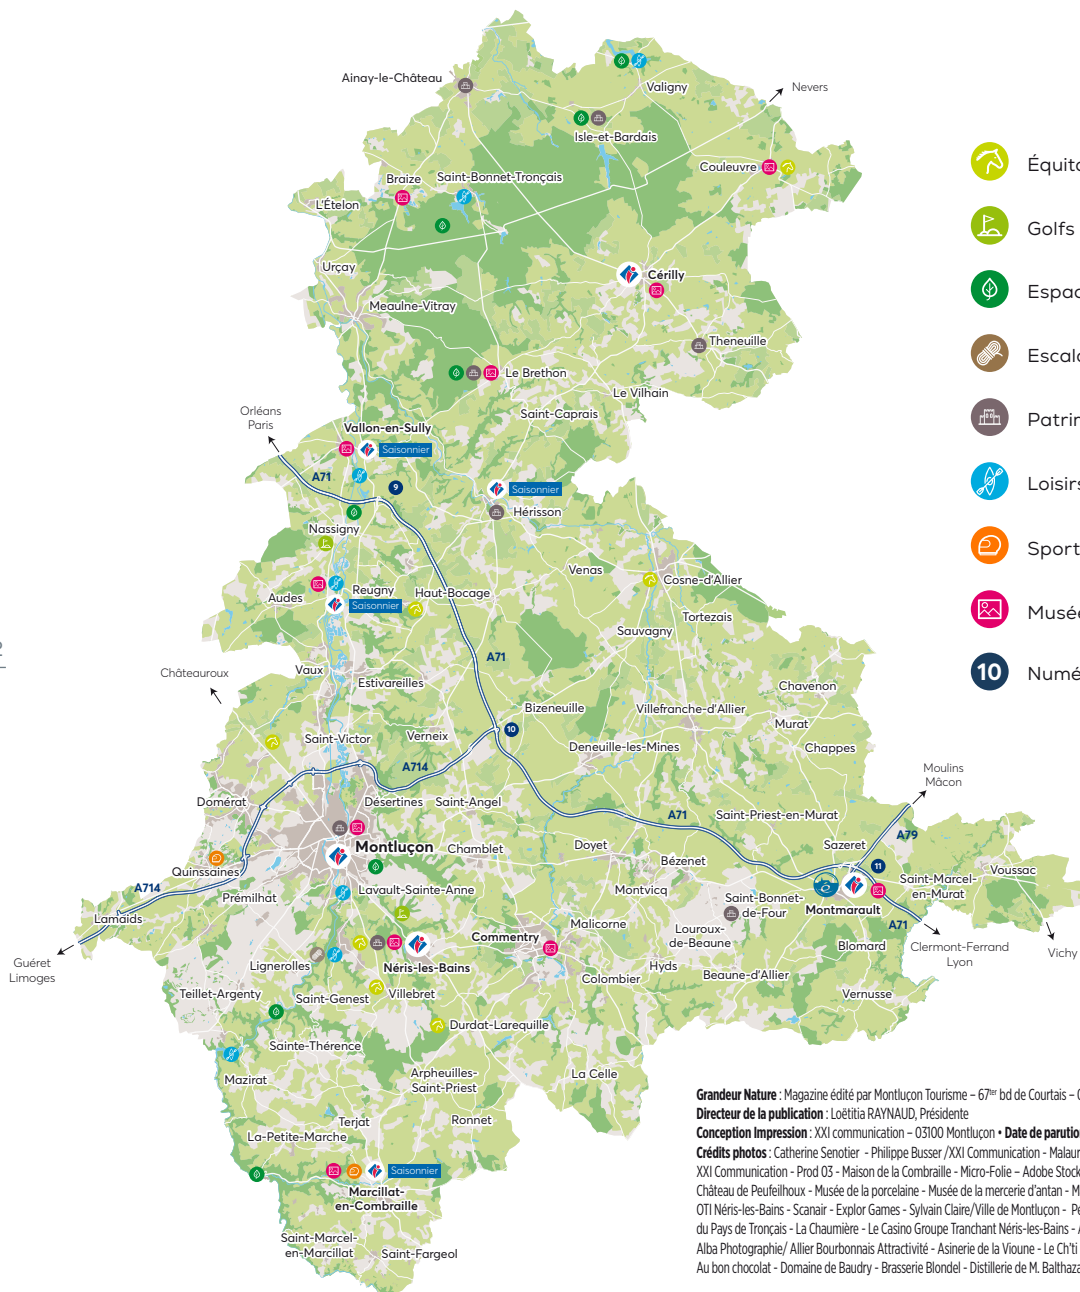 Ainay-le-Château
Valigny
Nevers
Isle-et-Bardais
Couleuvre
Braize
Saint-Bonnet-Tronçais
L'Ételon
Urçay
Cérilly
Meaulne-Vitray
Theneuille
Le Brethon
Le Vilhain
Saint-Caprais
Orléans
Paris
Vallon-en-Sully
Saisonnier
A71
9
Saisonnier
Hérisson
Nassigny
Venas
Cosne-d'Allier
Reugny
Haut-Bocage
Audes
Saisonnier
Tortezais
Sauvagny
A71
Châteauroux
Vaux
Estivareilles
Chavenon
Bizeneuille
Villefranche-d'Allier
Murat
10
Saint-Victor
Verneix
Deneuille-les-Mines
Chappes
A714
Moulins
Mâcon
Domérat
Désertines
Saint-Angel
A71
Saint-Priest-en-Murat
A79
Montluçon
Chamblet
Doyet
Sazeret
Bézenet
11
Quinssaines
Voussac
A714
Prémilhat
Lavault-Sainte-Anne
Montvicq
Saint-Bonnet-
de-Four
Saint-Marcel-
en-Murat
Montmarault
Lamaids
Malicorne
A71
Commentry
Louroux-
de-Beaune
Blomard
Clermont-Ferrand
Lyon
Vichy
Guéret
Limoges
Lignerolles
Néris-les-Bains
Hyds
Beaune-d'Allier
Colombier
Teillet-Argenty
Saint-Genest
Villebret
Vernusse
Durdat-Larequille
Sainte-Thérence
Mazirat
Arpheuilles-
Saint-Priest
La Celle
Terjat
Ronnet
La-Petite-Marche
Saisonnier
Marcillat-
en-Combraille
Saint-Marcel-
en-Marcillat
Saint-Fargeol
Équita
Golfs
Espac
Escala
Patrir
Loisirs
Sport
Musée
10
Numé
2
Grandeur Nature : Magazine édité par Montluçon Tourisme – 67ter bd de Courtais – 0
Directeur de la publication : Loëtitia RAYNAUD, Présidente
Conception Impression : XXI communication – 03100 Montluçon • Date de parution
Crédits photos : Catherine Senotier - Philippe Busser /XXI Communication - Malaur
XXI Communication - Prod 03 - Maison de la Combraille - Micro-Folie – Adobe Stock
Château de Peufeilhoux - Musée de la porcelaine - Musée de la mercerie d'antan - M
OTI Néris-les-Bains - Scanair - Explor Games - Sylvain Claire/Ville de Montluçon - Pe
du Pays de Tronçais - La Chaumière - Le Casino Groupe Tranchant Néris-les-Bains - A
Alba Photographie/ Allier Bourbonnais Attractivité - Asinerie de la Vioune - Le Ch'ti
Au bon chocolat - Domaine de Baudry - Brasserie Blondel - Distillerie de M. Balthaza